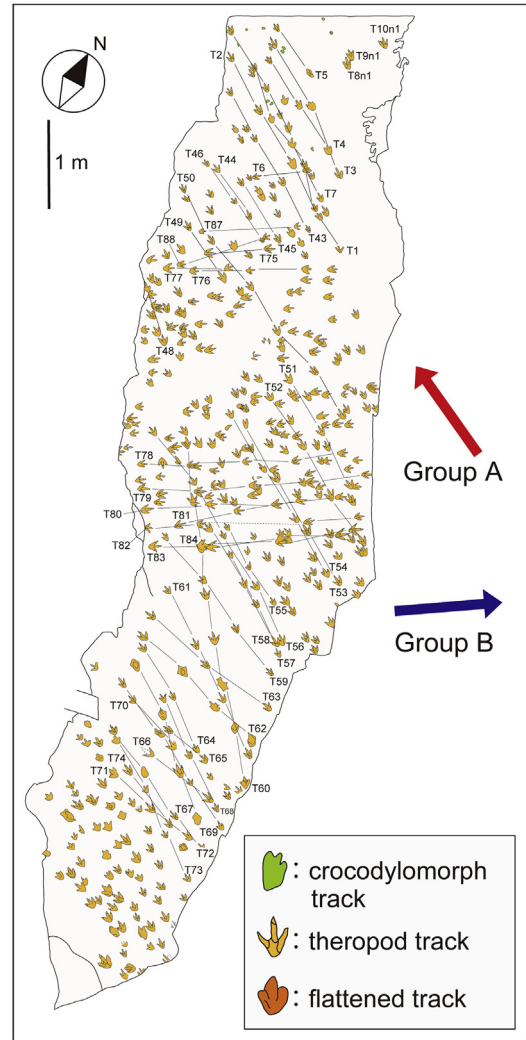 N
1 m
T10n1
T2
T9n1
T8n1
T5
T4
T46
T44
T6
T3
T50
T7
T49
T87
T43
T88
T45
T1
T75
T77
T76
T48
T51
T52
Group A
T78
T79
T80
T81
T82
T84
T83
T54
T53
T61
T55
Group B
T58
T56
T57
T59
T63
T70
T62
T66
T64
T74
T65
T71
T60
T67
T68
T69
T72
T73
: crocodylomorph
track
: theropod track
: flattened track